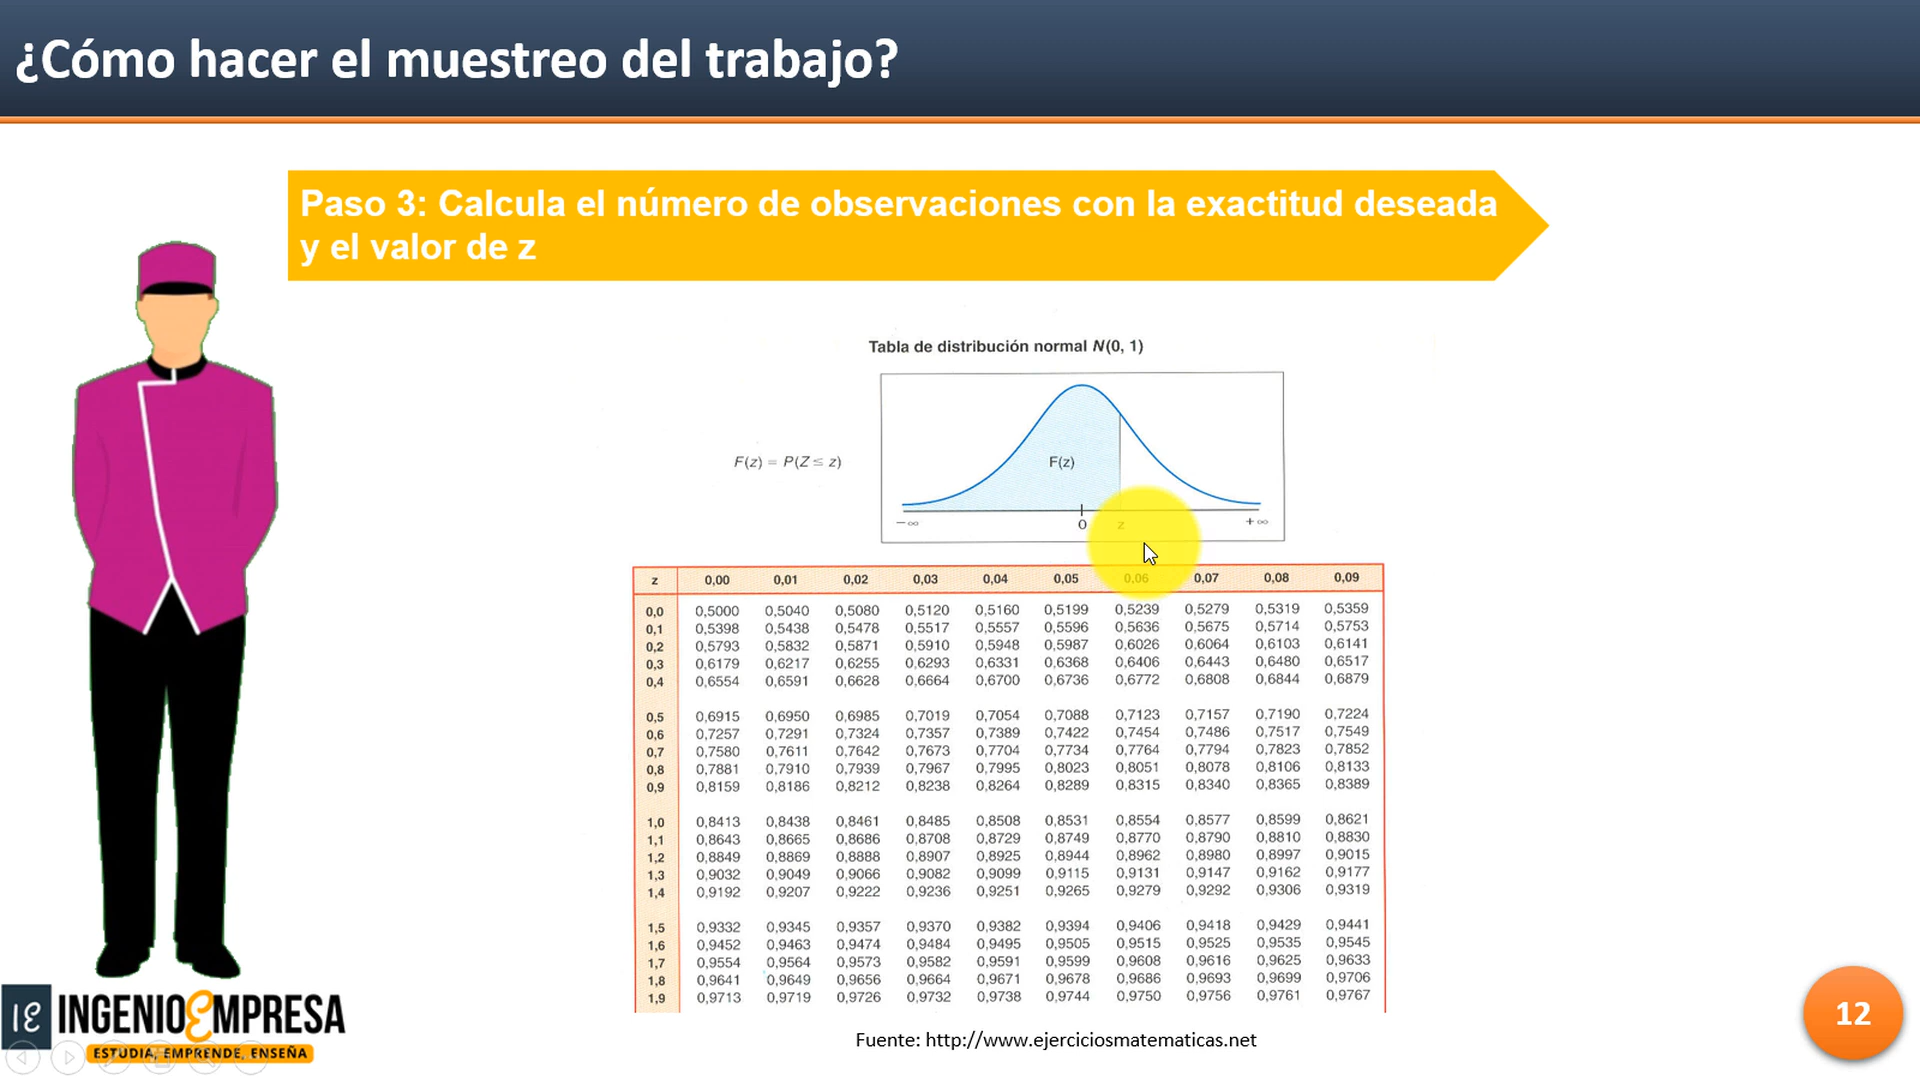 ¿Cómo hacer el muestreo del trabajo?
Paso 3: Calcula el número de observaciones con la exactitud deseada
y el valor de z
Tabla de distribución normal N(0, 1)
F(z) = P(Z ≤ z)
F(z)
−∞ 0 z +∞
z 0,00 0,01 0,02 0,03 0,04 0,05 0,06 0,07 0,08 0,09
0,0 0,5000 0,5040 0,5080 0,5120 0,5160 0,5199 0,5239 0,5279 0,5319 0,5359
0,1 0,5398 0,5438 0,5478 0,5517 0,5557 0,5596 0,5636 0,5675 0,5714 0,5753
0,2 0,5793 0,5832 0,5871 0,5910 0,5948 0,5987 0,6026 0,6064 0,6103 0,6141
0,3 0,6179 0,6217 0,6255 0,6293 0,6331 0,6368 0,6406 0,6443 0,6480 0,6517
0,4 0,6554 0,6591 0,6628 0,6664 0,6700 0,6736 0,6772 0,6808 0,6844 0,6879
0,5 0,6915 0,6950 0,6985 0,7019 0,7054 0,7088 0,7123 0,7157 0,7190 0,7224
0,6 0,7257 0,7291 0,7324 0,7357 0,7389 0,7422 0,7454 0,7486 0,7517 0,7549
0,7 0,7580 0,7611 0,7642 0,7673 0,7704 0,7734 0,7764 0,7794 0,7823 0,7852
0,8 0,7881 0,7910 0,7939 0,7967 0,7995 0,8023 0,8051 0,8078 0,8106 0,8133
0,9 0,8159 0,8186 0,8212 0,8238 0,8264 0,8289 0,8315 0,8340 0,8365 0,8389
1,0 0,8413 0,8438 0,8461 0,8485 0,8508 0,8531 0,8554 0,8577 0,8599 0,8621
1,1 0,8643 0,8665 0,8686 0,8708 0,8729 0,8749 0,8770 0,8790 0,8810 0,8830
1,2 0,8849 0,8869 0,8888 0,8907 0,8925 0,8944 0,8962 0,8980 0,8997 0,9015
1,3 0,9032 0,9049 0,9066 0,9082 0,9099 0,9115 0,9131 0,9147 0,9162 0,9177
1,4 0,9192 0,9207 0,9222 0,9236 0,9251 0,9265 0,9279 0,9292 0,9306 0,9319
1,5 0,9332 0,9345 0,9357 0,9370 0,9382 0,9394 0,9406 0,9418 0,9429 0,9441
1,6 0,9452 0,9463 0,9474 0,9484 0,9495 0,9505 0,9515 0,9525 0,9535 0,9545
1,7 0,9554 0,9564 0,9573 0,9582 0,9591 0,9599 0,9608 0,9616 0,9625 0,9633
1,8 0,9641 0,9649 0,9656 0,9664 0,9671 0,9678 0,9686 0,9693 0,9699 0,9706
1,9 0,9713 0,9719 0,9726 0,9732 0,9738 0,9744 0,9750 0,9756 0,9761 0,9767
Fuente: http://www.ejerciciosmatematicas.net
IE INGENIOEMPRESA
ESTUDIA, EMPRENDE, ENSEÑA
12